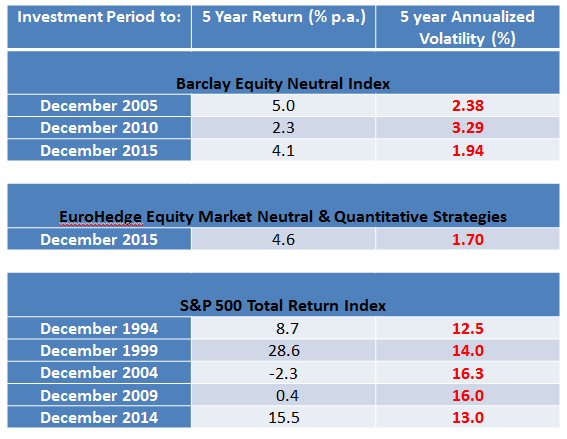 Investment Period to: 5 Year Return (% p.a.) 5 year Annualized
Volatility (%)
Barclay Equity Neutral Index
December 2005 5.0 2.38
December 2010 2.3 3.29
December 2015 4.1 1.94
EuroHedge Equity Market Neutral & Quantitative Strategies
December 2015 4.6 1.70
S&P 500 Total Return Index
December 1994 8.7 12.5
December 1999 28.6 14.0
December 2004 -2.3 16.3
December 2009 0.4 16.0
December 2014 15.5 13.0